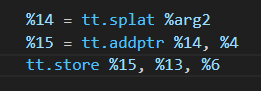 %14 = tt.splat %arg2
%15 = tt.addptr %14, %4
tt.store %15, %13, %6